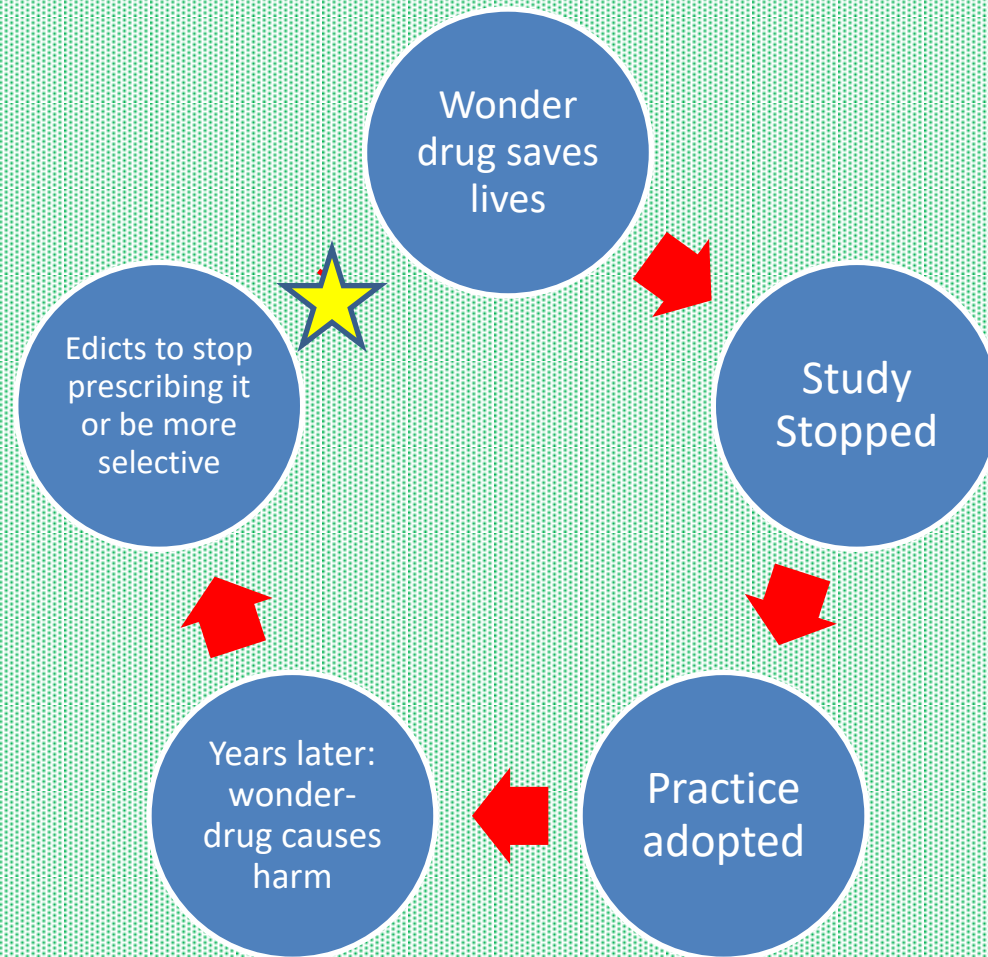 Wonder
drug saves
lives
Study
Stopped
Practice
adopted
Years later:
wonder-
drug causes
harm
Edicts to stop
prescribing it
or be more
selective